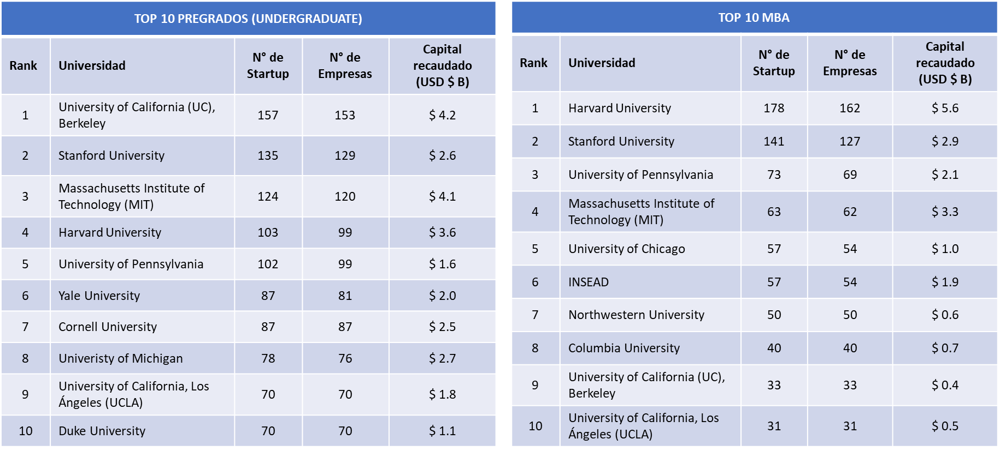 TOP 10 PREGRADOS (UNDERGRADUATE)
Rank Universidad N° de Startup N° de Empresas Capital recaudado (USD $ B)
1 University of California (UC), Berkeley 157 153 $ 4.2
2 Stanford University 135 129 $ 2.6
3 Massachusetts Institute of Technology (MIT) 124 120 $ 4.1
4 Harvard University 103 99 $ 3.6
5 University of Pennsylvania 102 99 $ 1.6
6 Yale University 87 81 $ 2.0
7 Cornell University 87 87 $ 2.5
8 Univeristy of Michigan 78 76 $ 2.7
9 University of California, Los Ángeles (UCLA) 70 70 $ 1.8
10 Duke University 70 70 $ 1.1
TOP 10 MBA
Rank Universidad N° de Startup N° de Empresas Capital recaudado (USD $ B)
1 Harvard University 178 162 $ 5.6
2 Stanford University 141 127 $ 2.9
3 University of Pennsylvania 73 69 $ 2.1
4 Massachusetts Institute of Technology (MIT) 63 62 $ 3.3
5 University of Chicago 57 54 $ 1.0
6 INSEAD 57 54 $ 1.9
7 Northwestern University 50 50 $ 0.6
8 Columbia University 40 40 $ 0.7
9 University of California (UC), Berkeley 33 33 $ 0.4
10 University of California, Los Ángeles (UCLA) 31 31 $ 0.5